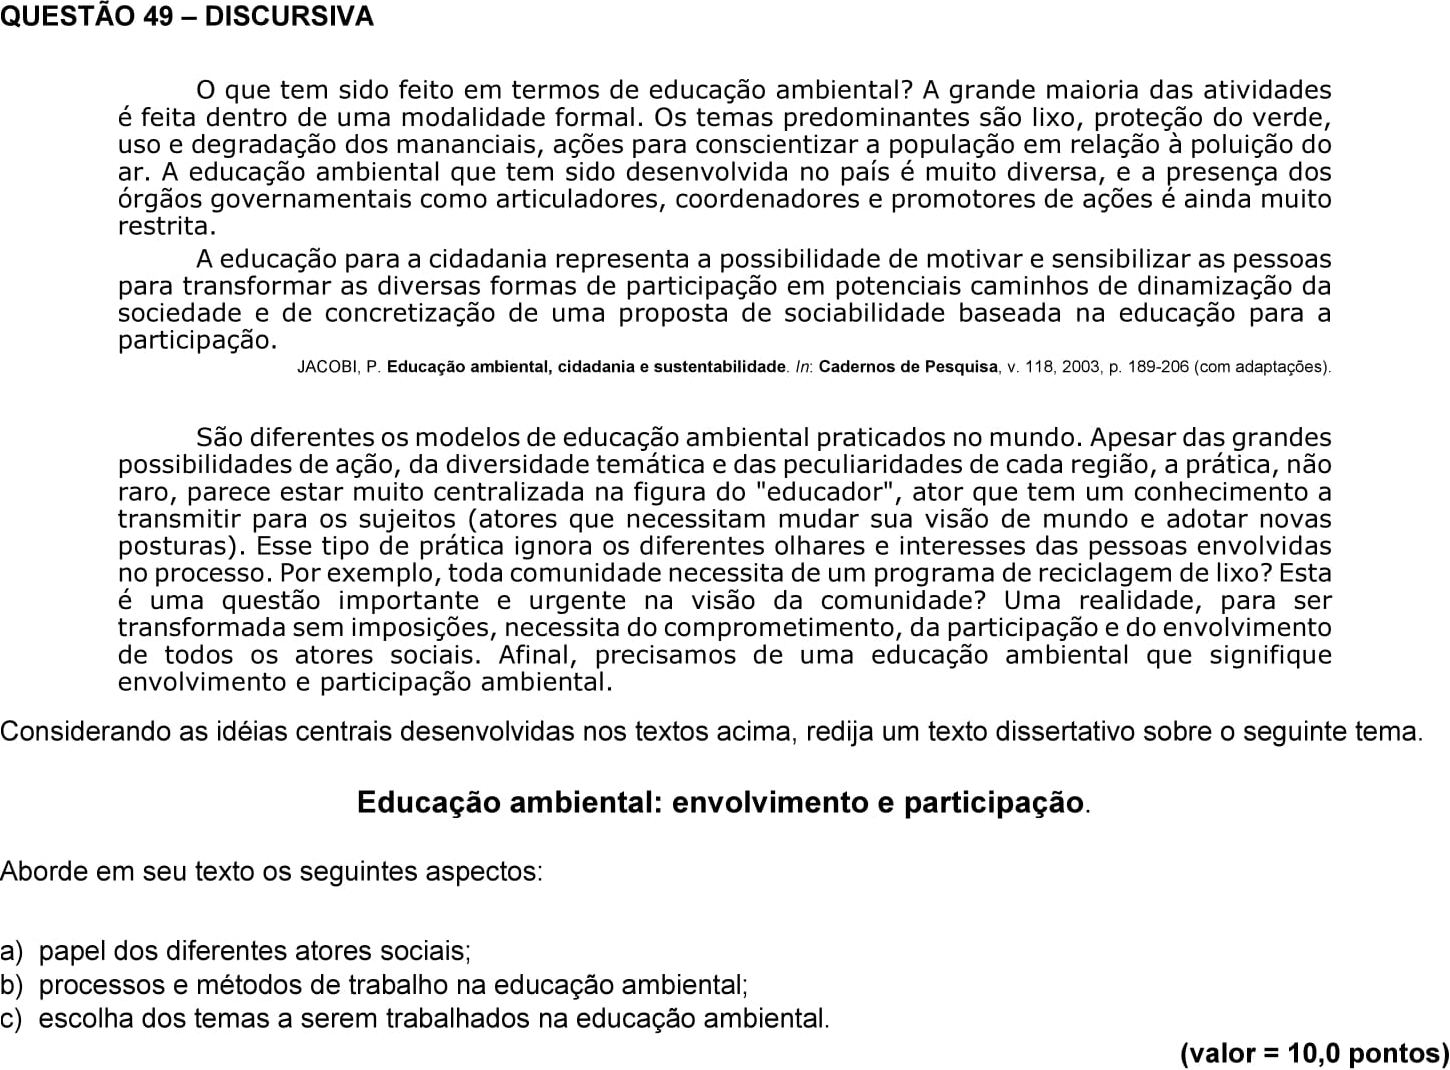 QUESTÃO 49 – DISCURSIVA
O que tem sido feito em termos de educação ambiental? A grande maioria das atividades
é feita dentro de uma modalidade formal. Os temas predominantes são lixo, proteção do verde,
uso e degradação dos mananciais, ações para conscientizar a população em relação à poluição do
ar. A educação ambiental que tem sido desenvolvida no país é muito diversa, e a presença dos
órgãos governamentais como articuladores, coordenadores e promotores de ações é ainda muito
restrita.
A educação para a cidadania representa a possibilidade de motivar e sensibilizar as pessoas
para transformar as diversas formas de participação em potenciais caminhos de dinamização da
sociedade e de concretização de uma proposta de sociabilidade baseada na educação para a
participação.
JACOBI, P. Educação ambiental, cidadania e sustentabilidade. In: Cadernos de Pesquisa, v. 118, 2003, p. 189-206 (com adaptações).
São diferentes os modelos de educação ambiental praticados no mundo. Apesar das grandes
possibilidades de ação, da diversidade temática e das peculiaridades de cada região, a prática, não
raro, parece estar muito centralizada na figura do "educador", ator que tem um conhecimento a
transmitir para os sujeitos (atores que necessitam mudar sua visão de mundo e adotar novas
posturas). Esse tipo de prática ignora os diferentes olhares e interesses das pessoas envolvidas
no processo. Por exemplo, toda comunidade necessita de um programa de reciclagem de lixo? Esta
é uma questão importante e urgente na visão da comunidade? Uma realidade, para ser
transformada sem imposições, necessita do comprometimento, da participação e do envolvimento
de todos os atores sociais. Afinal, precisamos de uma educação ambiental que signifique
envolvimento e participação ambiental.
Considerando as idéias centrais desenvolvidas nos textos acima, redija um texto dissertativo sobre o seguinte tema.
Educação ambiental: envolvimento e participação.
Aborde em seu texto os seguintes aspectos:
a) papel dos diferentes atores sociais;
b) processos e métodos de trabalho na educação ambiental;
c) escolha dos temas a serem trabalhados na educação ambiental.
(valor = 10,0 pontos)